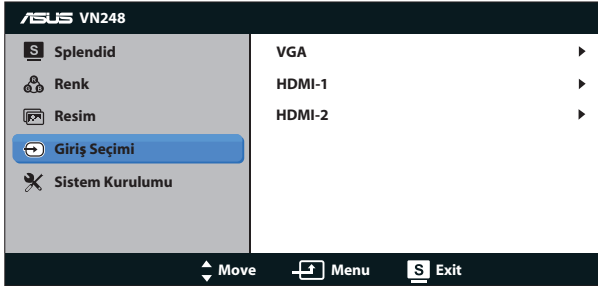 ASUS VN248
S Splendid
Renk
Resim
Giriş Seçimi
Sistem Kurulumu
VGA
HDMI-1
HDMI-2
Move Menu S Exit